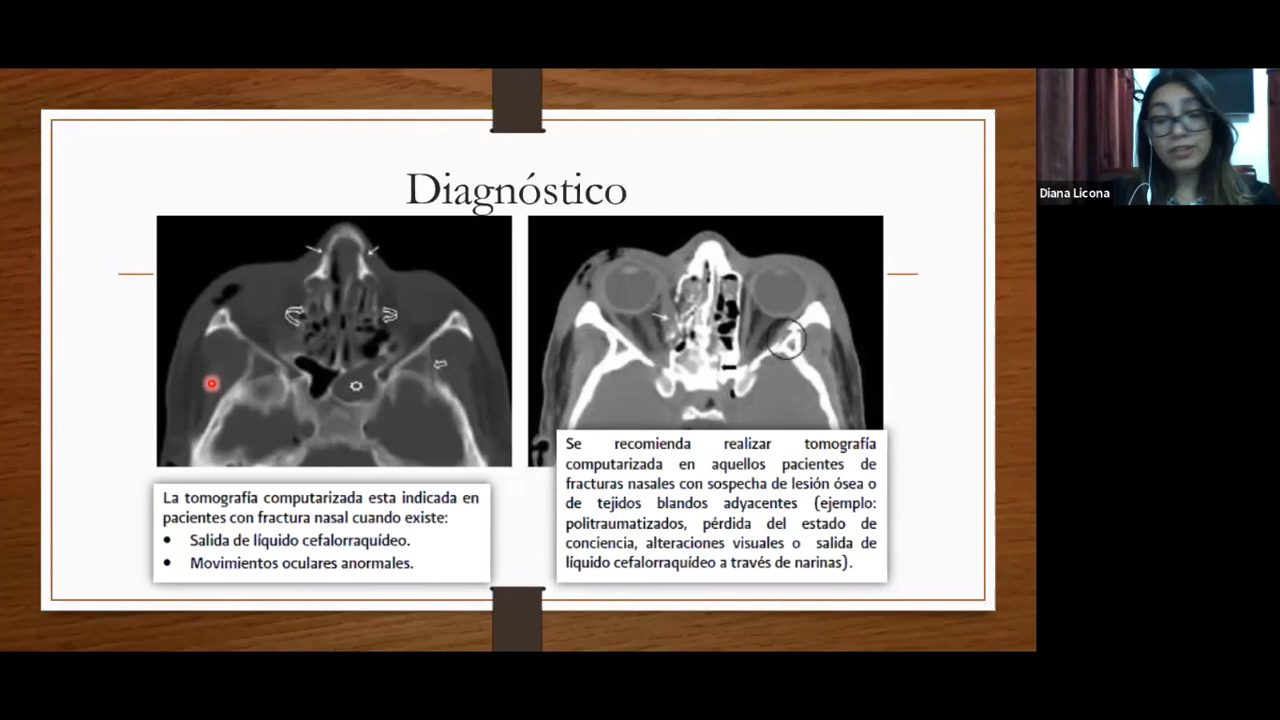 Diagnóstico
La tomografía computarizada esta indicada en
pacientes con fractura nasal cuando existe:
• Salida de líquido cefalorraquídeo.
• Movimientos oculares anormales.
Se recomienda realizar tomografía
computarizada en aquellos pacientes de
fracturas nasales con sospecha de lesión ósea o
de tejidos blandos adyacentes (ejemplo:
politraumatizados, pérdida del estado de
conciencia, alteraciones visuales o salida de
líquido cefalorraquídeo a través de narinas).
Diana Licona